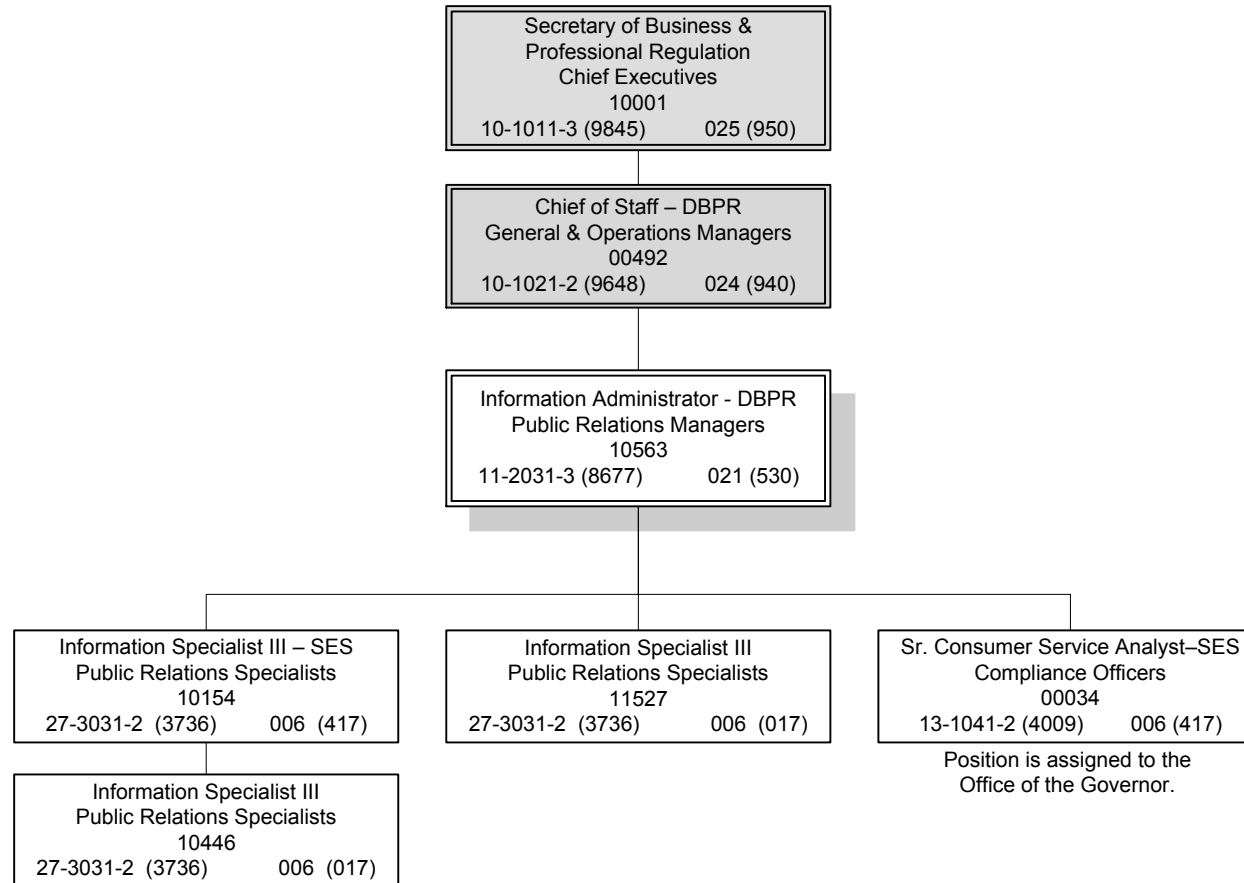 Secretary of Business &
Professional Regulation
Chief Executives
10001
10-1011-3 (9845) 025 (950)
Chief of Staff – DBPR
General & Operations Managers
00492
10-1021-2 (9648) 024 (940)
Information Administrator - DBPR
Public Relations Managers
10563
11-2031-3 (8677) 021 (530)
Information Specialist III – SES
Public Relations Specialists
10154
27-3031-2 (3736) 006 (417)
Information Specialist III
Public Relations Specialists
10446
27-3031-2 (3736) 006 (017)
Information Specialist III
Public Relations Specialists
11527
27-3031-2 (3736) 006 (017)
Sr. Consumer Service Analyst–SES
Compliance Officers
00034
13-1041-2 (4009) 006 (417)
Position is assigned to the
Office of the Governor.